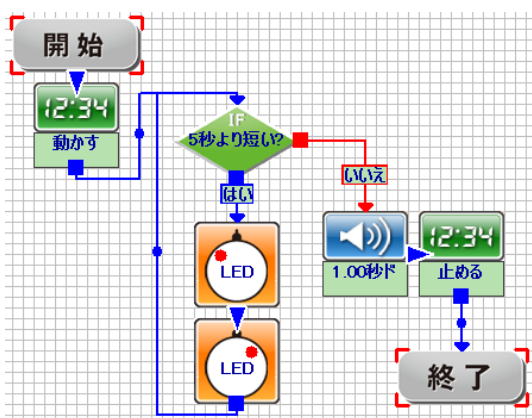 開始
12:34
動かす
IF
5秒より短い?
はい
いいえ
LED
LED
1.00秒ド
12:34
止める
終了